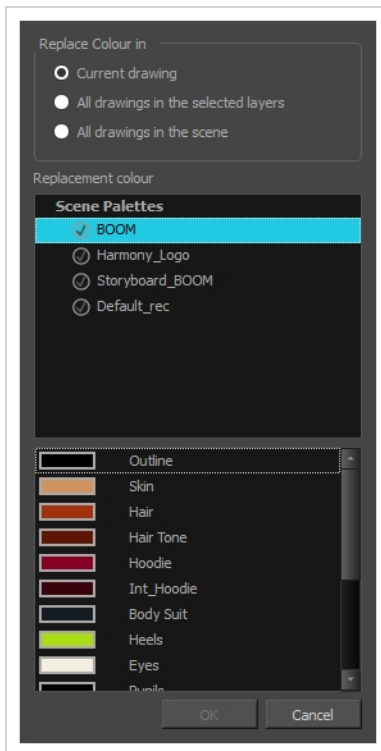 Replace Colour in
Current drawing
All drawings in the selected layers
All drawings in the scene
Replacement colour
Scene Palettes
BOOM
Harmony_Logo
Storyboard_BOOM
Default_rec
Outline
Skin
Hair
Hair Tone
Hoodie
Int_Hoodie
Body Suit
Heels
Eyes
Pupils
OK
Cancel